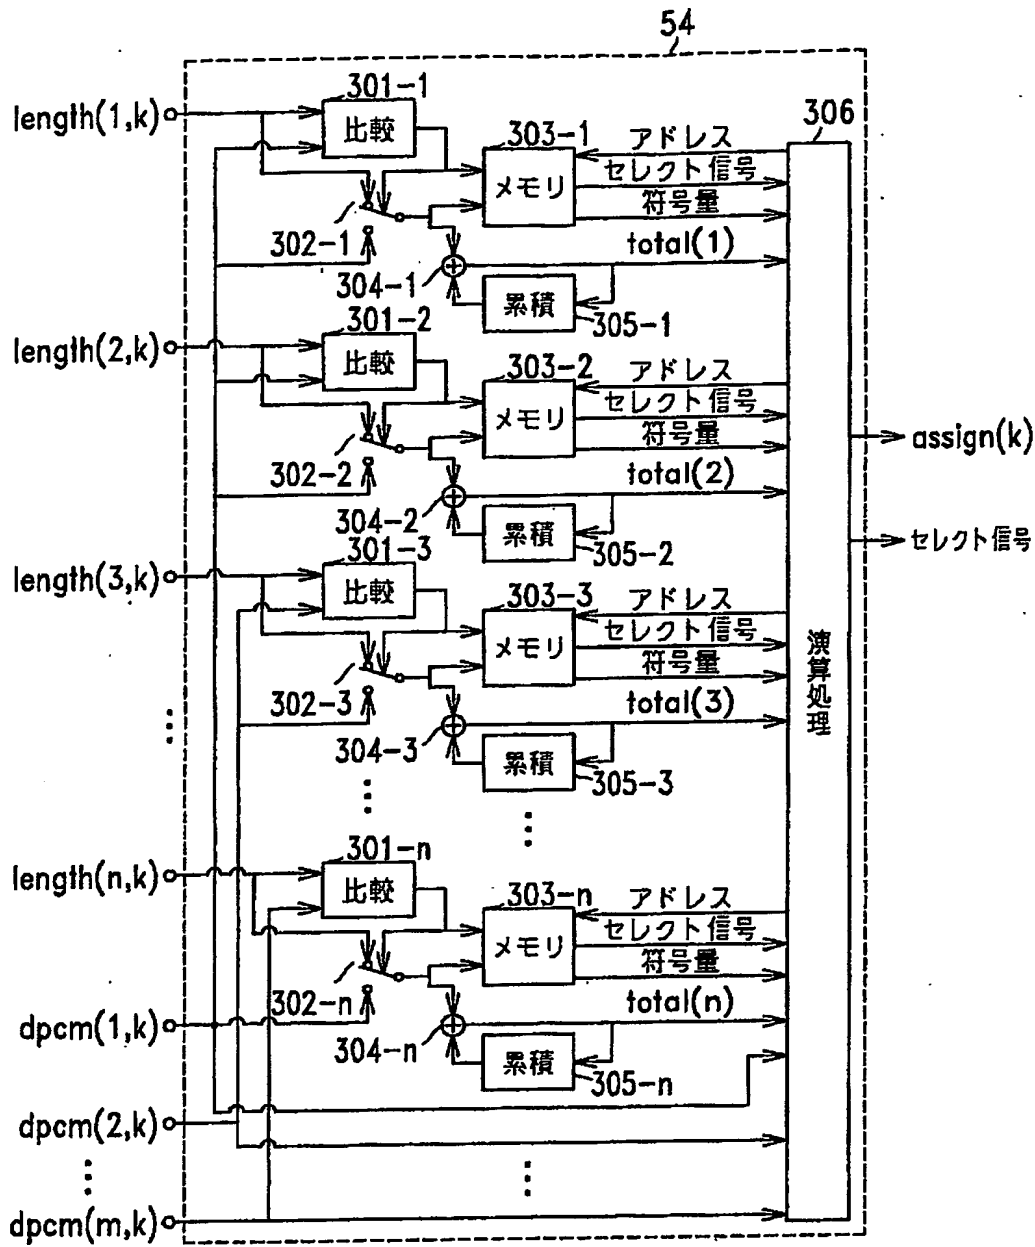 54
length(1,k)
301-1
比較
303-1
メモリ
アドレス
セレクト信号
符号量
306
302-1
304-1
total(1)
累積
305-1
length(2,k)
301-2
比較
303-2
メモリ
アドレス
セレクト信号
符号量
302-2
304-2
total(2)
累積
305-2
assign(k)
セレクト信号
length(3,k)
301-3
比較
303-3
メモリ
アドレス
セレクト信号
符号量
302-3
304-3
total(3)
累積
305-3
演算処理
length(n,k)
301-n
比較
303-n
メモリ
アドレス
セレクト信号
符号量
302-n
304-n
total(n)
累積
305-n
dpcm(1,k)
dpcm(2,k)
dpcm(m,k)